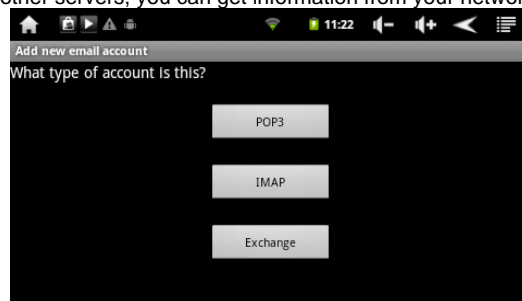 other servers, you can get information from your network
11:22
Add new email account
What type of account is this?
POP3
IMAP
Exchange